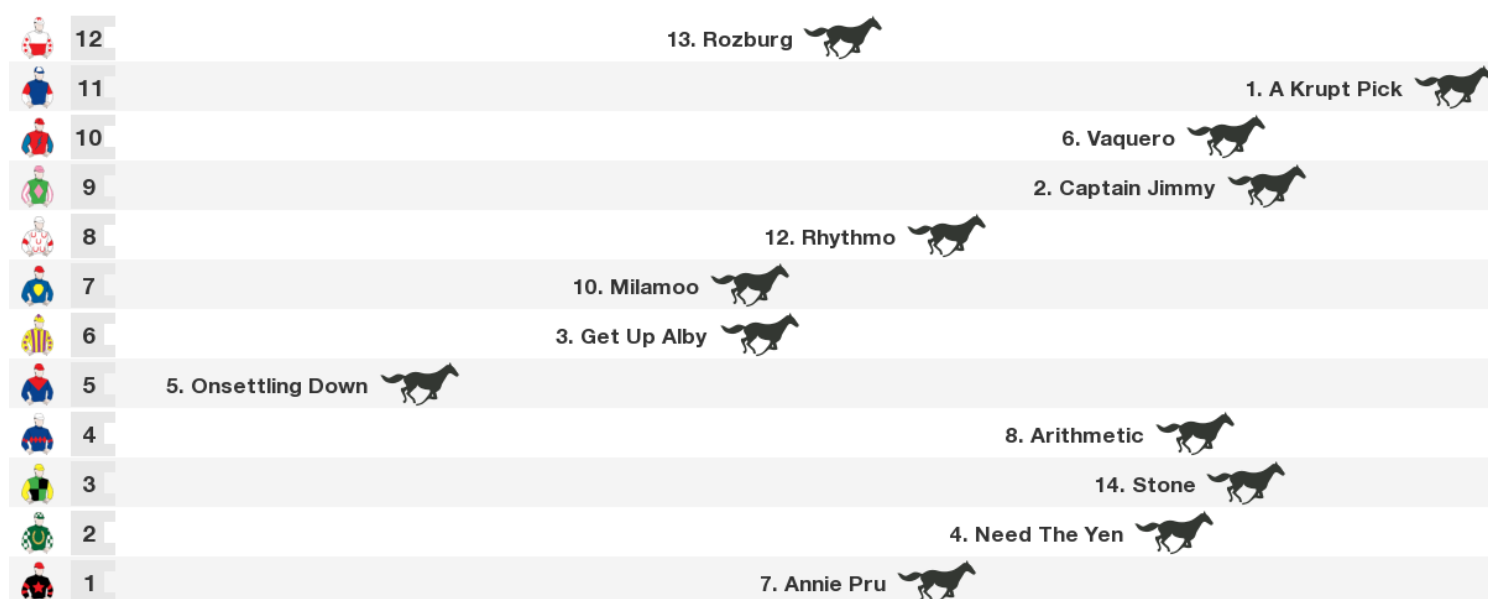 12 13. Rozburg
11 1. A Krupt Pick
10 6. Vaquero
9 2. Captain Jimmy
8 12. Rhythmo
7 10. Milamoo
6 3. Get Up Alby
5 5. Onsettling Down
4 8. Arithmetic
3 14. Stone
2 4. Need The Yen
1 7. Annie Pru